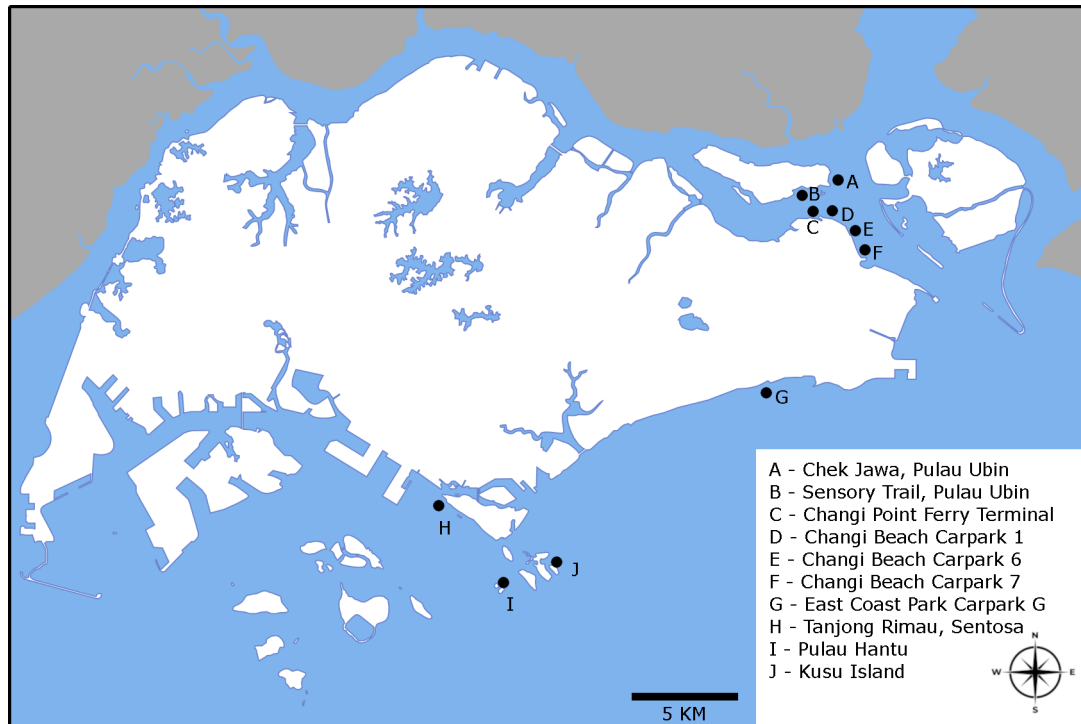 A
B
C
D
E
F
G
H
J
I
A - Chek Jawa, Pulau Ubin
B - Sensory Trail, Pulau Ubin
C - Changi Point Ferry Terminal
D - Changi Beach Carpark 1
E - Changi Beach Carpark 6
F - Changi Beach Carpark 7
G - East Coast Park Carpark G
H - Tanjong Rimau, Sentosa
I - Pulau Hantu
J - Kusu Island
N
W E
S
5 KM